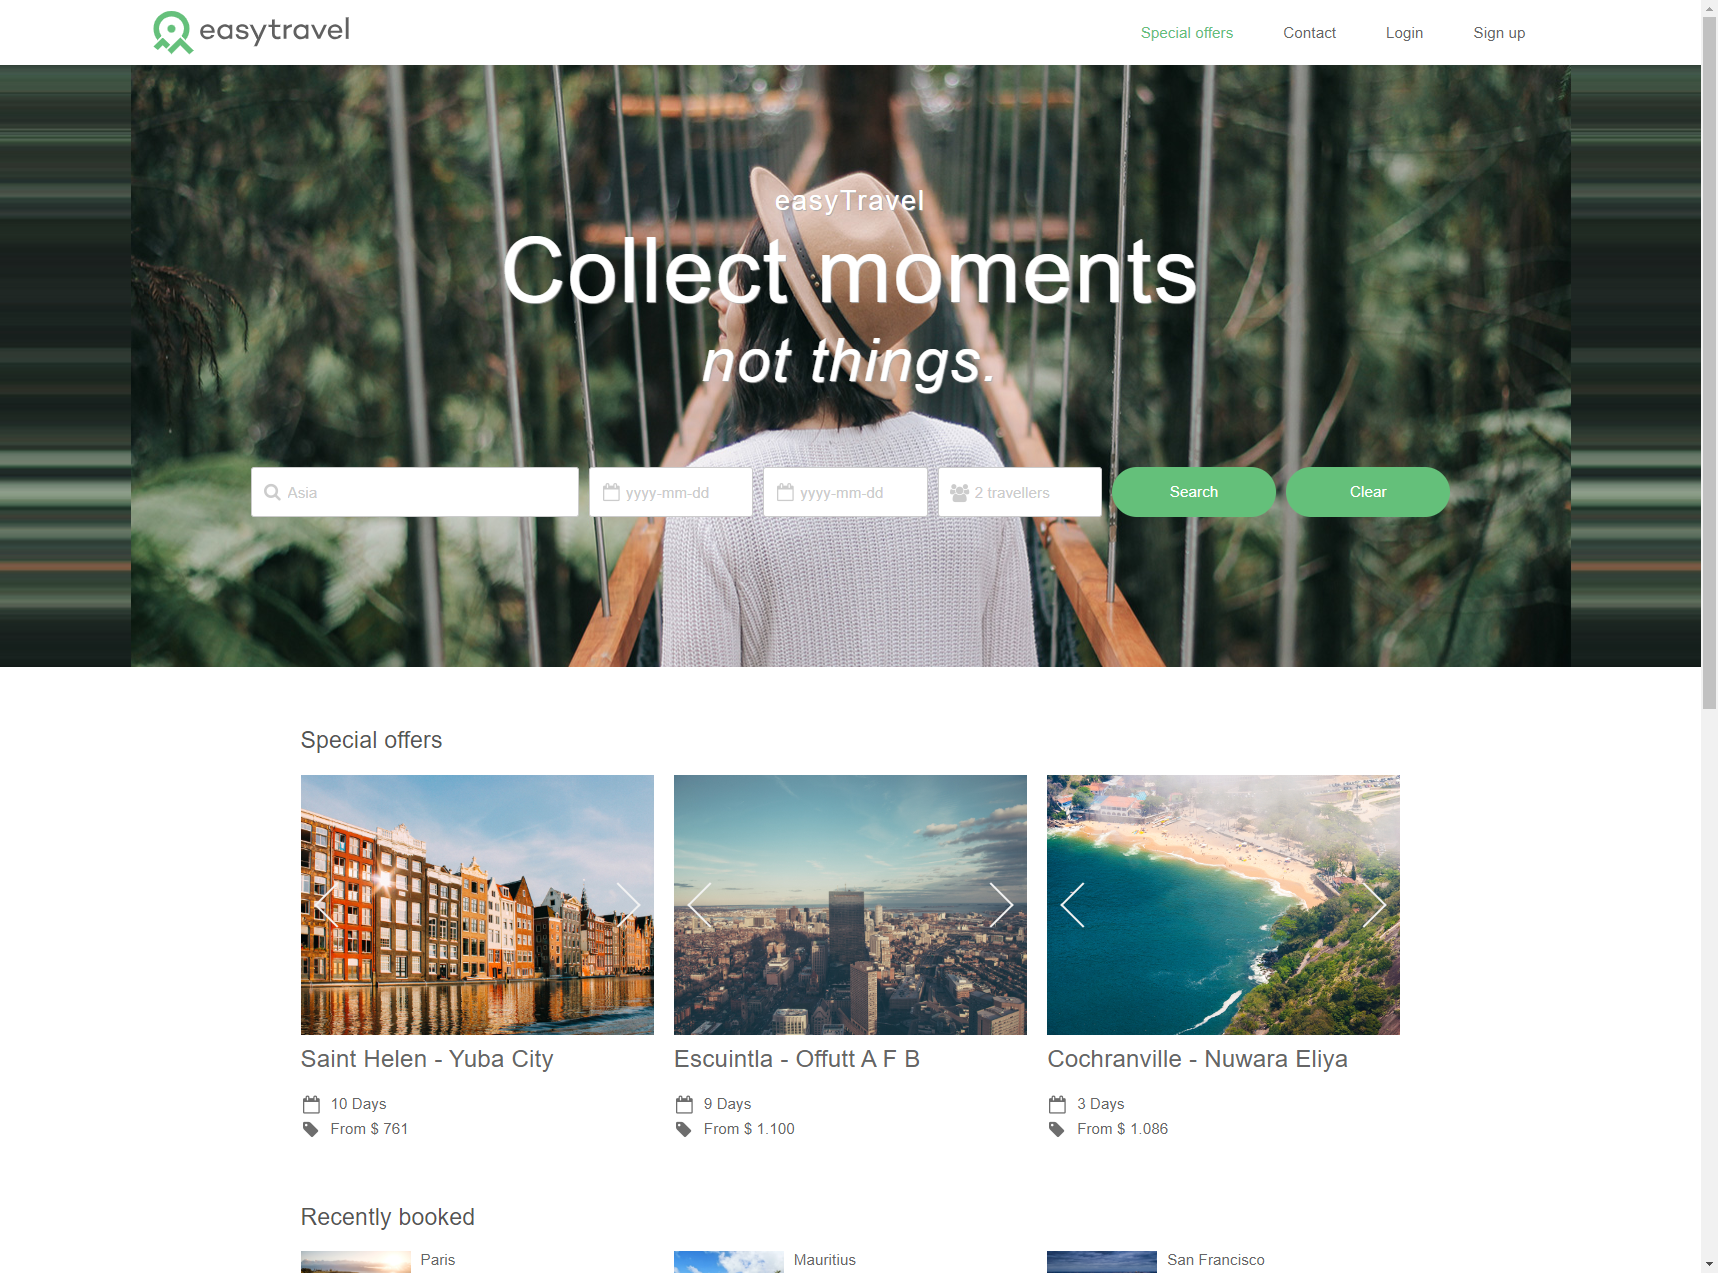 easytravel
Special offers
Contact
Login
Sign up
easyTravel
Collect moments
not things.
Asia
yyyy-mm-dd
yyyy-mm-dd
2 travellers
Search
Clear
Special offers
Saint Helen - Yuba City
10 Days
From $ 761
Escuintla - Offutt A F B
9 Days
From $ 1.100
Cochranville - Nuwara Eliya
3 Days
From $ 1.086
Recently booked
Paris
Mauritius
San Francisco